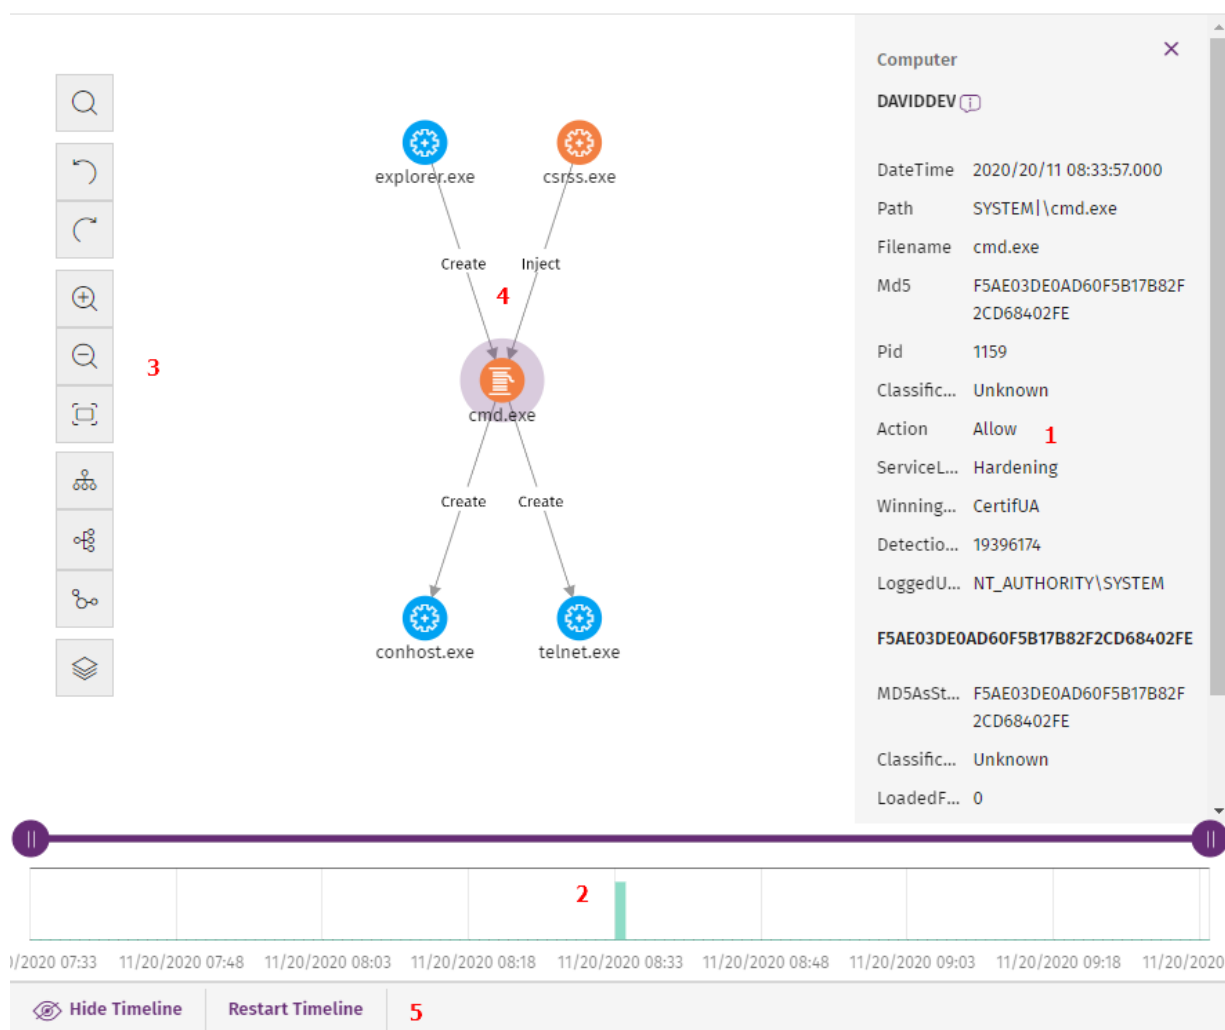 Computer
DAVIDDEV
DateTime 2020/20/11 08:33:57.000
Path SYSTEM|\cmd.exe
Filename cmd.exe
Md5 F5AE03DE0AD60F5B17B82F
2CD68402FE
Pid 1159
Classific... Unknown
Action Allow 1
ServiceL... Hardening
Winning... CertifUA
Detectio... 19396174
LoggedU... NT_AUTHORITY\SYSTEM
F5AE03DE0AD60F5B17B82F2CD68402FE
MD5AsSt... F5AE03DE0AD60F5B17B82F
2CD68402FE
Classific... Unknown
LoadedF... 0
explorer.exe csrss.exe
Create Inject
4
3
cmd.exe
Create Create
conhost.exe telnet.exe
2
)/2020 07:33 11/20/2020 07:48 11/20/2020 08:03 11/20/2020 08:18 11/20/2020 08:33 11/20/2020 08:48 11/20/2020 09:03 11/20/2020 09:18 11/20/2020
Hide Timeline Restart Timeline 5